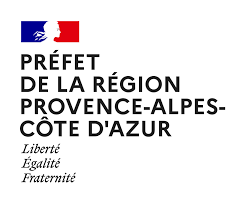 PRÉFET
DE LA RÉGION
PROVENCE-ALPES-
CÔTE D'AZUR
Liberté
Égalité
Fraternité